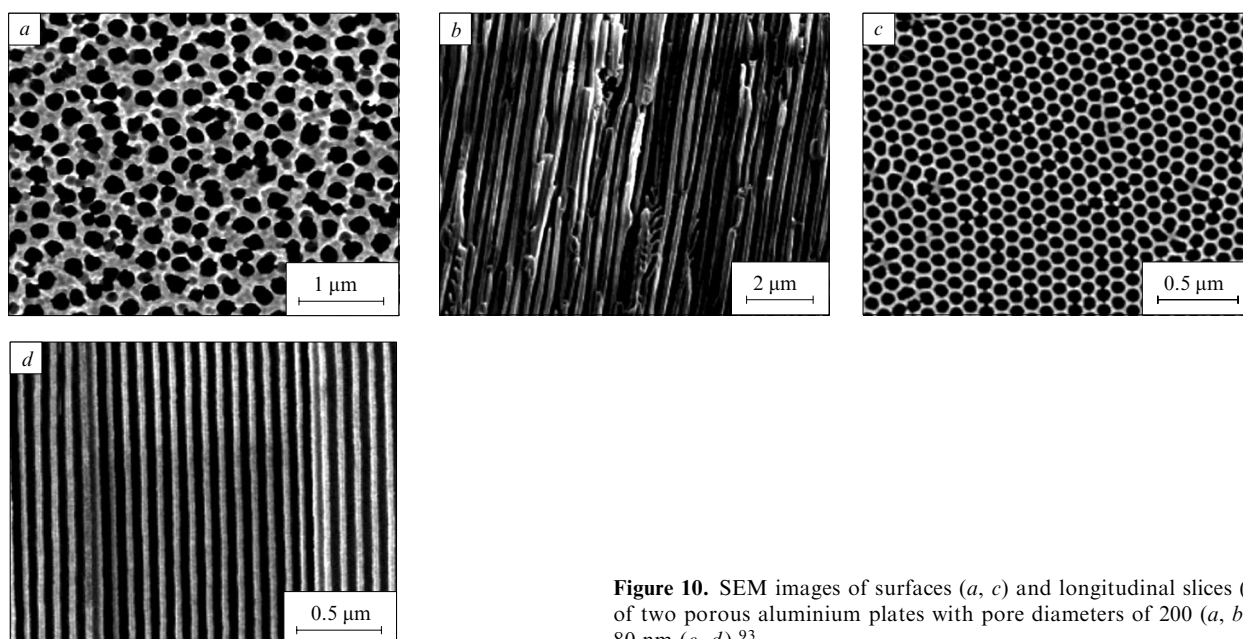 a
b
c
1 μm
2 μm
0.5 μm
d
0.5 μm
Figure 10. SEM images of surfaces (a, c) and longitudinal slices (
of two porous aluminium plates with pore diameters of 200 (a, b
80 nm (c, d).93